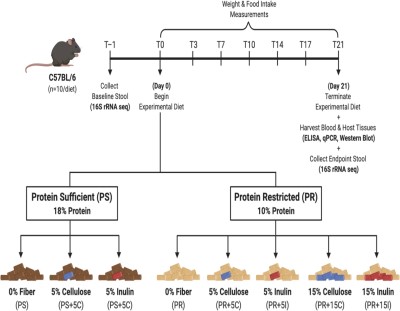 Weight & Food Intake
Measurements
T−1
T0
T3
T7
T10
T14
T17
T21
C57BL/6
(n=10/diet)
Collect
Baseline Stool
(16S rRNA seq)
(Day 0)
Begin
Experimental Diet
(Day 21)
Terminate
Experimental Diet
+
Harvest Blood & Host Tissues
(ELISA, qPCR, Western Blot)
+
Collect Endpoint Stool
(16S rRNA seq)
Protein Sufficient (PS)
18% Protein
Protein Restricted (PR)
10% Protein
0% Fiber
(PS)
5% Cellulose
(PS+5C)
5% Inulin
(PS+5C)
0% Fiber
(PR)
5% Cellulose
(PR+5C)
5% Inulin
(PR+5I)
15% Cellulose
(PR+15C)
15% Inulin
(PR+15I)